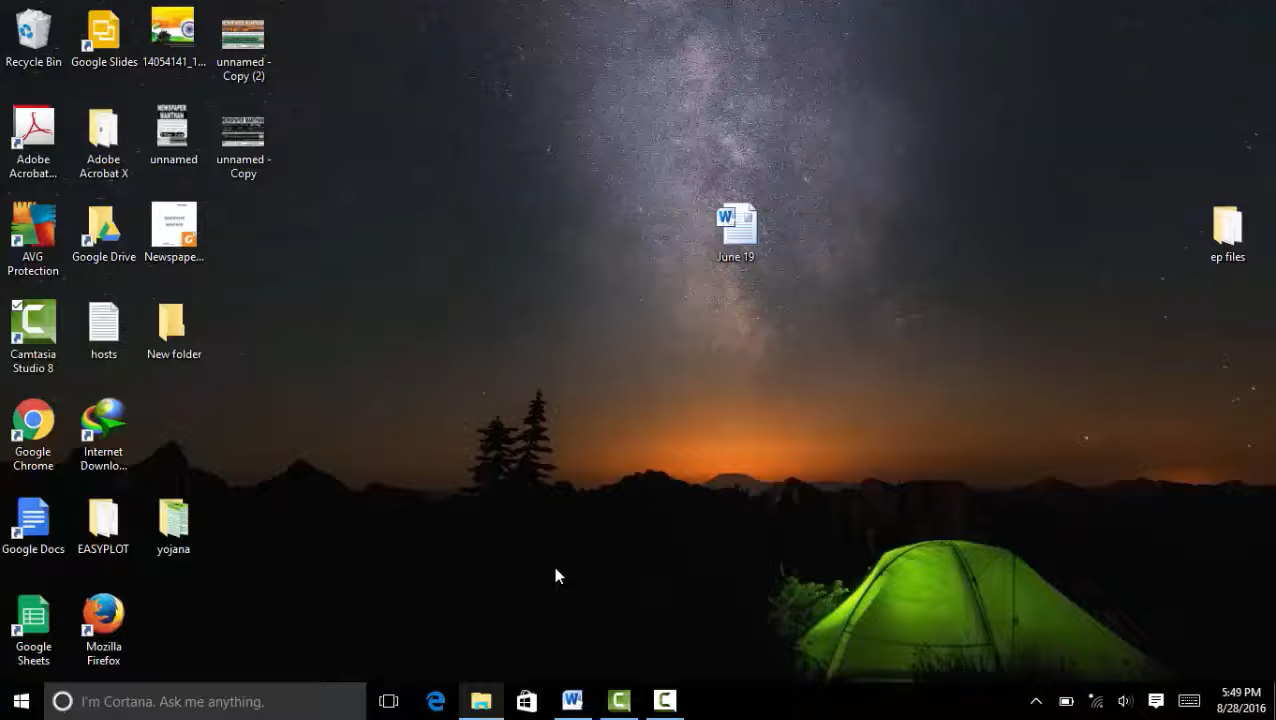 Recycle Bin
Google Slides
14054141_1...
unnamed -
Copy (2)
Adobe
Acrobat...
Adobe
Acrobat X
NEWSPAPER
MANTHAN
unnamed
unnamed -
Copy
AVG
Protection
Google Drive
Newspape...
June 19
ep files
Camtasia
Studio 8
hosts
New folder
Google
Chrome
Internet
Downlo...
Google Docs
EASYPLOT
yojana
Google
Sheets
Mozilla
Firefox
I'm Cortana. Ask me anything.
5:49 PM
8/28/2016